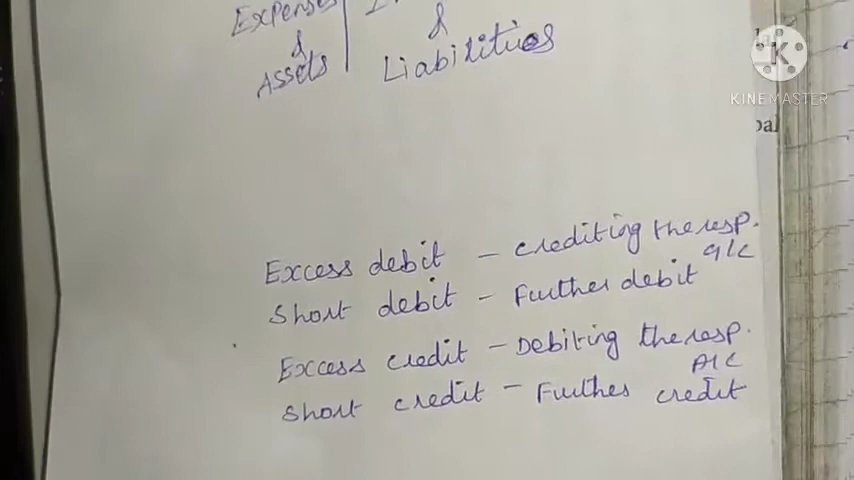 Expenses
& &
Assets Liabilities
K
KINEMASTER
Excess debit - crediting the resp.
a/c
Short debit - Further debit
Excess credit - Debiting the resp.
A/c
Short credit - Further credit